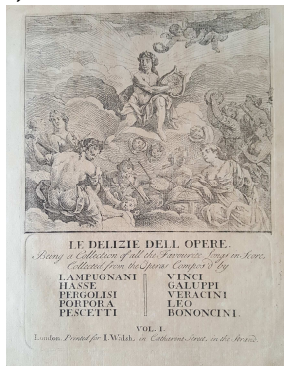 LE DELIZIE DELL OPERE.
Being a Collection of all the Favourite Songs in Score,
Collected from the Operas Compos'd by
LAMPUGNANI VINCI
HASSE GALUPPI
PERGOLISI VERACINI
PORPORA LEO
PESCETTI BONONCINI.
VOL. I.
London. Printed for I. Walsh, in Catharine Street, in the Strand